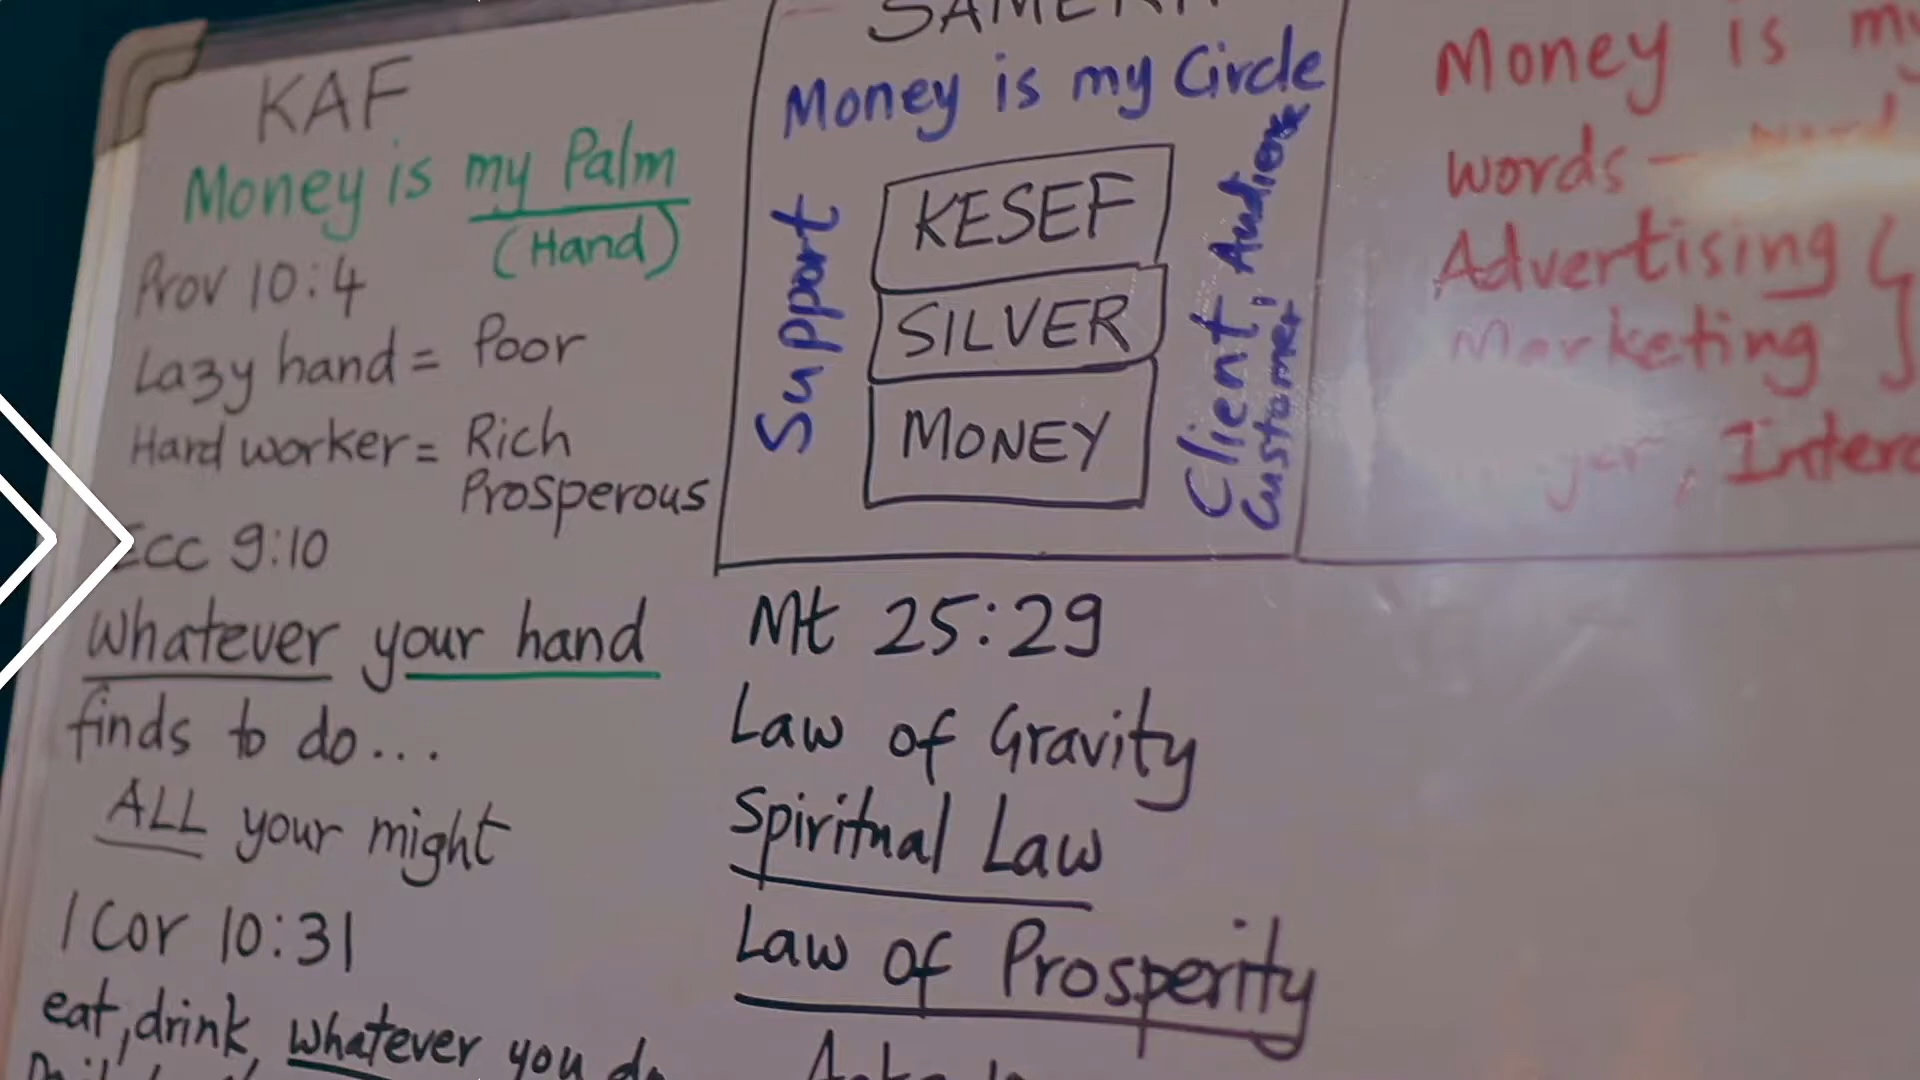 KAF
Money is my Palm
(Hand)
Prov 10:4
Lazy hand = Poor
Hard worker = Rich
Prosperous
Ecc 9:10
Whatever your hand
finds to do...
ALL your might
1 Cor 10:31
eat, drink, whatever you do
Money is my Circle
Support
KESEF
SILVER
MONEY
Client, Audience
Customer
Mt 25:29
Law of Gravity
Spiritual Law
Law of Prosperity
Money is my
words -
Advertising {
Marketing }